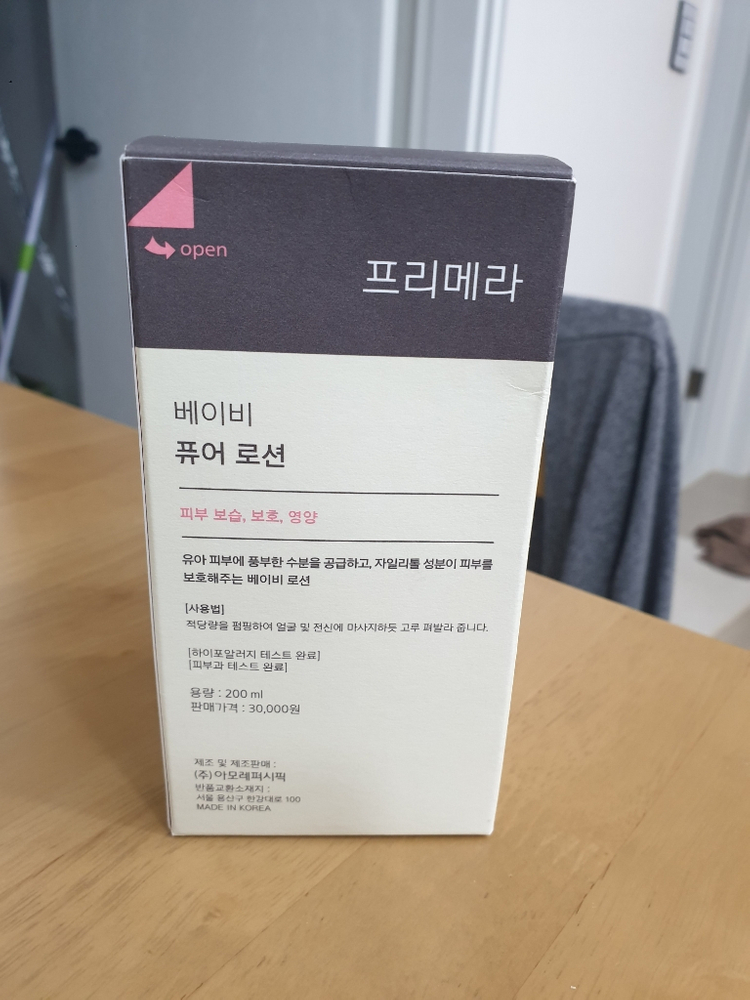 open
프리메라
베이비
퓨어 로션
피부 보습, 보호, 영양
유아 피부에 풍부한 수분을 공급하고, 자일리톨 성분이 피부를
보호해주는 베이비 로션
[사용법]
적당량을 펌핑하여 얼굴 및 전신에 마사지하듯 고루 펴발라 줍니다.
[하이포알러지 테스트 완료]
[피부과 테스트 완료]
용량 : 200 ml
판매가격 : 30,000원
제조 및 제조판매 :
(주)아모레퍼시픽
반품교환소재지 :
서울 용산구 한강대로 100
MADE IN KOREA